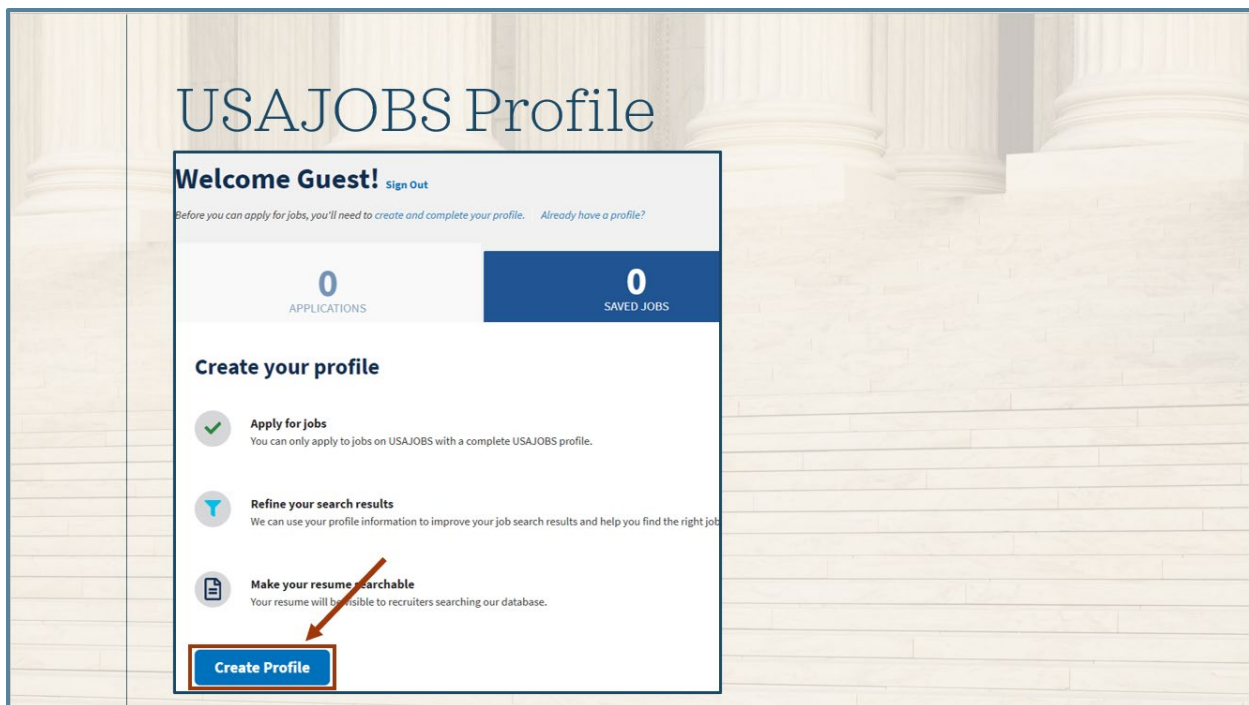 USAJOBS Profile
Welcome Guest! Sign Out
Before you can apply for jobs, you'll need to create and complete your profile. Already have a profile?
0
APPLICATIONS
0
SAVED JOBS
Create your profile
Apply for jobs
You can only apply to jobs on USAJOBS with a complete USAJOBS profile.
Refine your search results
We can use your profile information to improve your job search results and help you find the right job
Make your resume searchable
Your resume will be visible to recruiters searching our database.
Create Profile